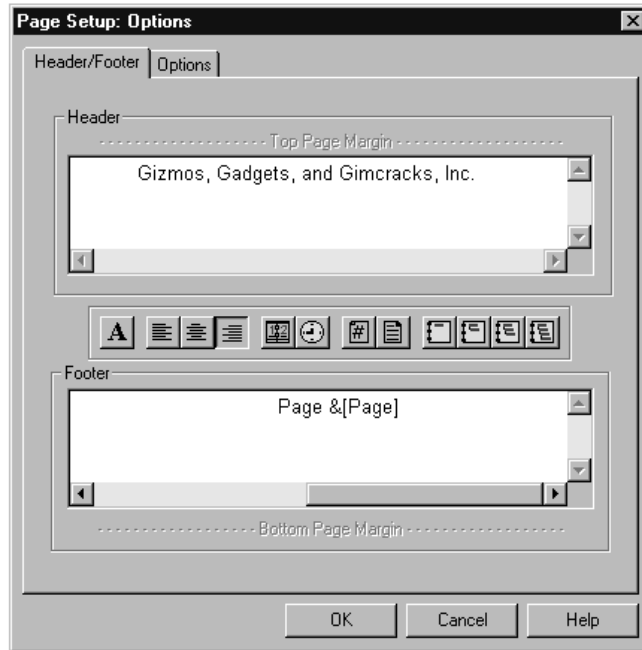 Page Setup: Options
Header/Footer
Options
Header
Top Page Margin
Gizmos, Gadgets, and Gimcracks, Inc.
A
#
Footer
Page &[Page]
Bottom Page Margin
OK
Cancel
Help